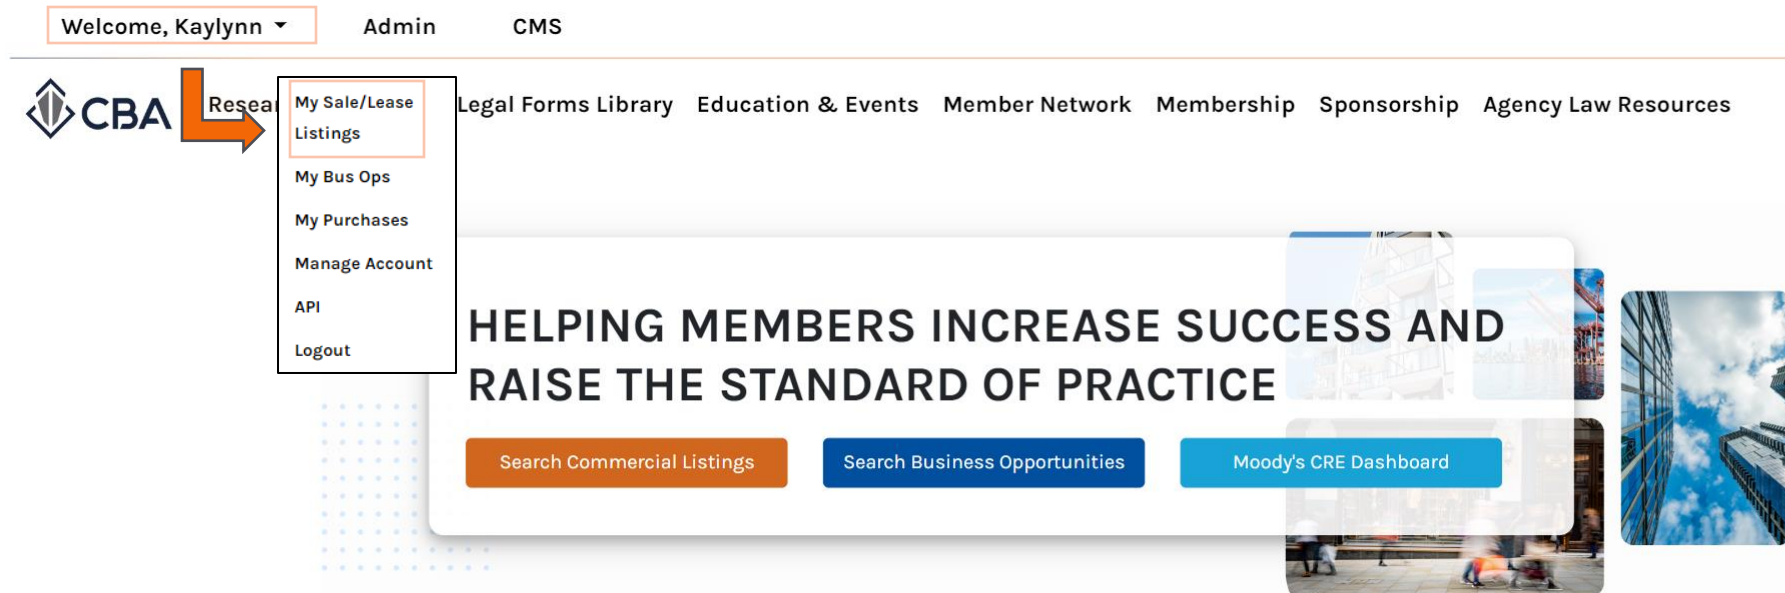 Welcome, Kaylynn Admin CMS
CBA Legal Forms Library Education & Events Member Network Membership Sponsorship Agency Law Resources
My Sale/Lease
Listings
My Bus Ops
My Purchases
Manage Account
API
Logout
HELPING MEMBERS INCREASE SUCCESS AND
RAISE THE STANDARD OF PRACTICE
Search Commercial Listings Search Business Opportunities Moody's CRE Dashboard